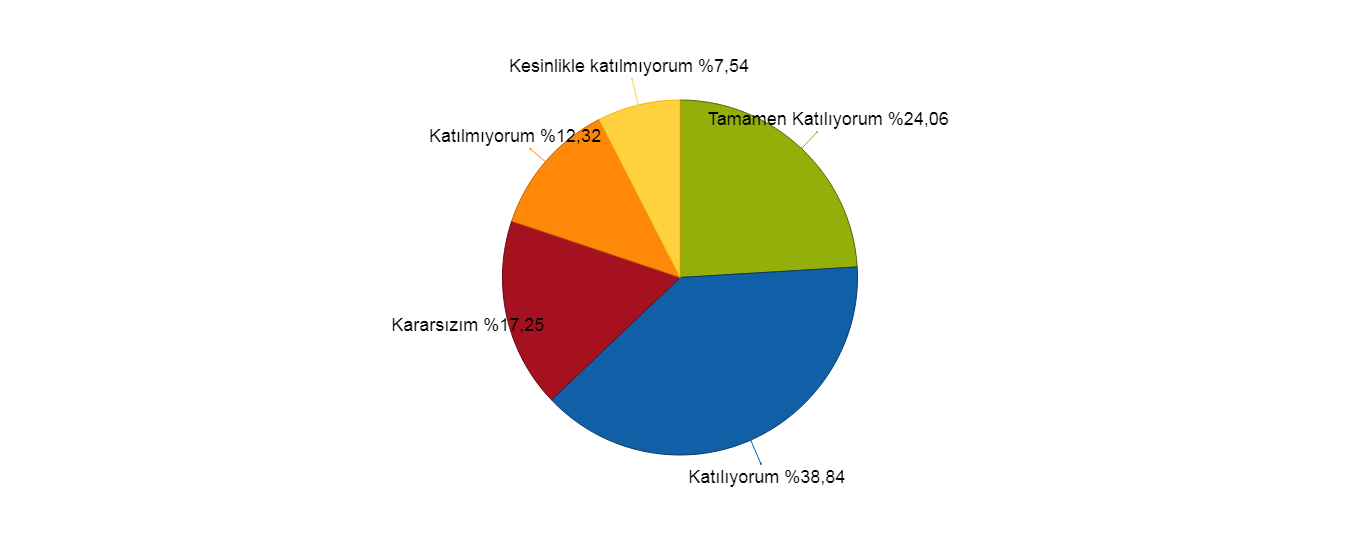 Kesinlikle katılmıyorum %7,54
Tamamen Katılıyorum %24,06
Katılmıyorum %12,32
Kararsızım %17,25
Katılıyorum %38,84